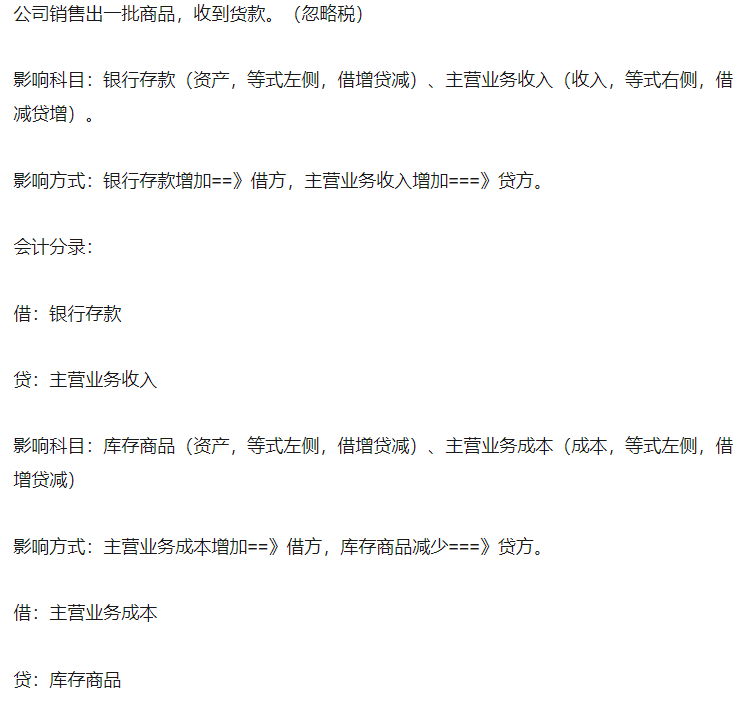 公司销售出一批商品，收到货款。（忽略税）
影响科目：银行存款（资产，等式左侧，借增贷减）、主营业务收入（收入，等式右侧，借
减贷增）。
影响方式：银行存款增加==》借方，主营业务收入增加===》贷方。
会计分录：
借：银行存款
贷：主营业务收入
影响科目：库存商品（资产，等式左侧，借增贷减）、主营业务成本（成本，等式左侧，借
增贷减）
影响方式：主营业务成本增加==》借方，库存商品减少===》贷方。
借：主营业务成本
贷：库存商品